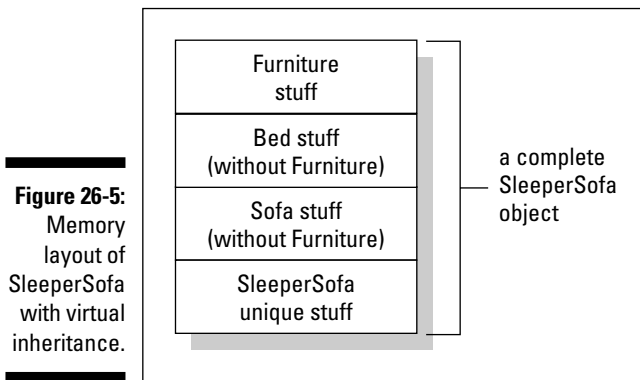 Figure 26-5:
Memory
layout of
SleeperSofa
with virtual
inheritance.
Furniture
stuff
Bed stuff
(without Furniture)
Sofa stuff
(without Furniture)
SleeperSofa
unique stuff
a complete
SleeperSofa
object